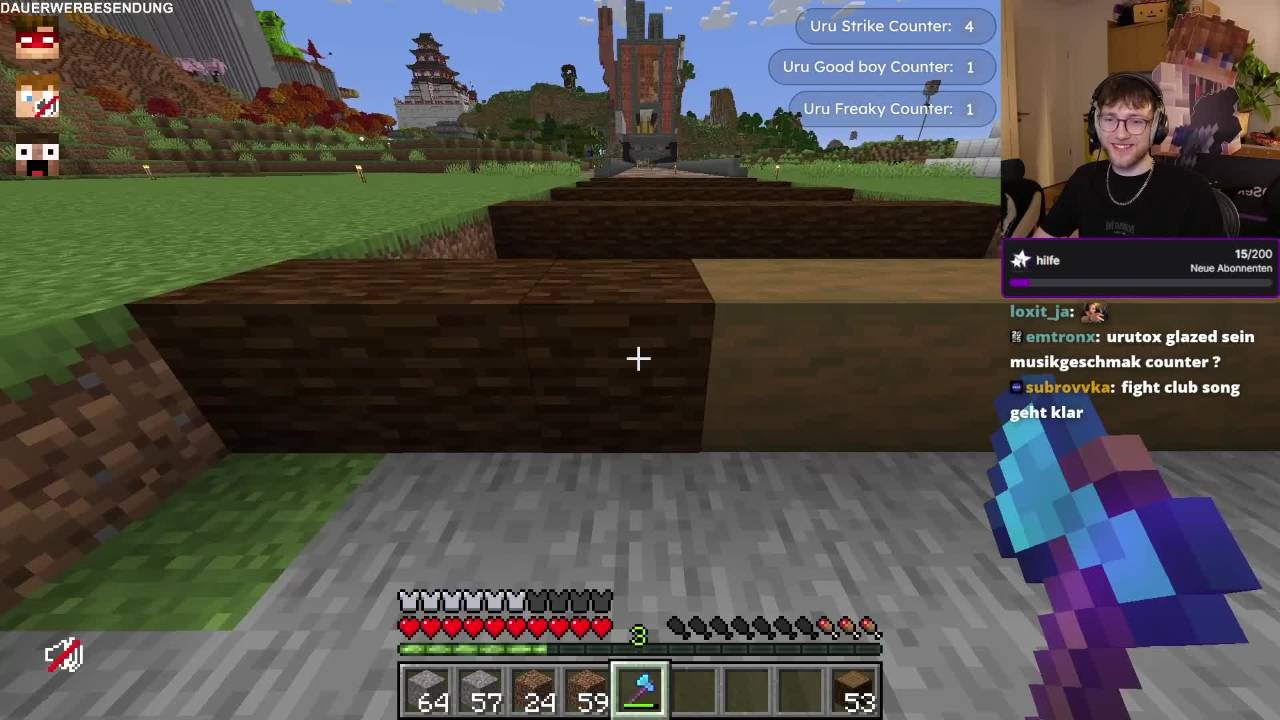 DAUERWERBESENDUNG
Uru Strike Counter: 4
Uru Good boy Counter: 1
Uru Freaky Counter: 1
hilfe
15/200
Neue Abonnenten
loxit_ja:
emtronx: urutox glazed sein
musikgeschmak counter ?
subrovvka: fight club song
geht klar
3
64
57
24
59
53